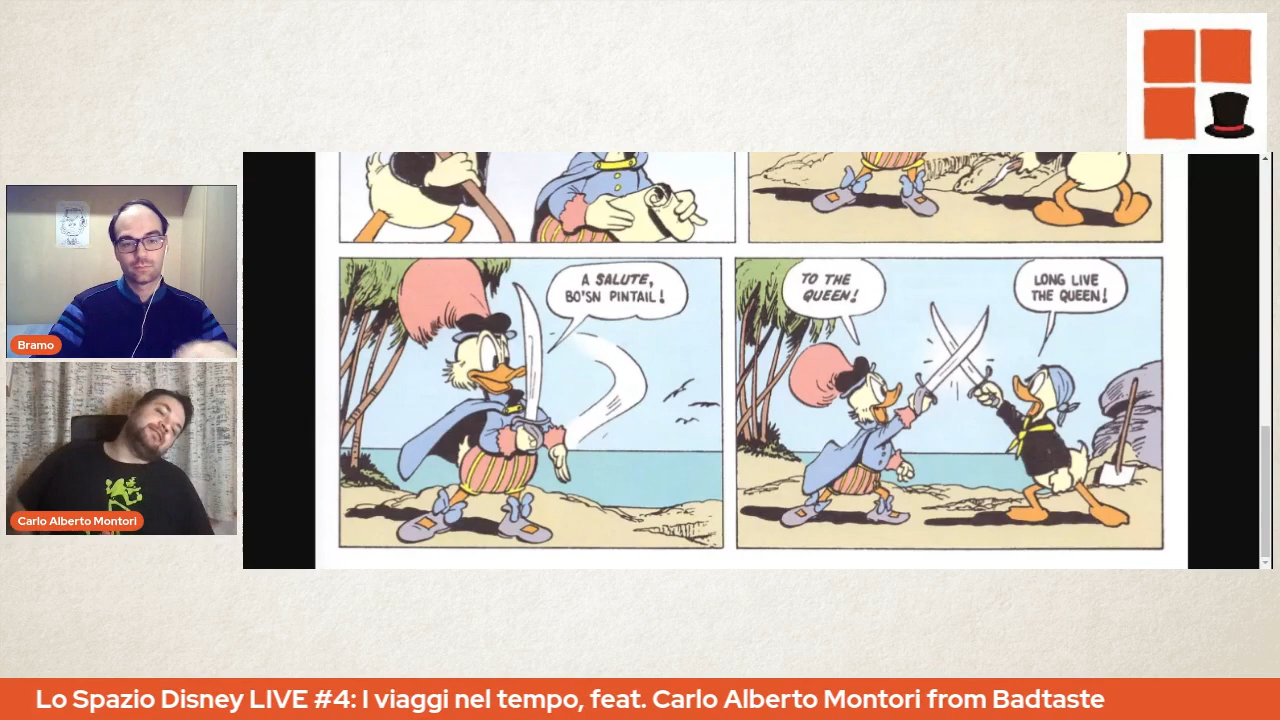 A SALUTE,
BO'SN PINTAIL!
TO THE
QUEEN!
LONG LIVE
THE QUEEN!
Bramo
Carlo Alberto Montori
Lo Spazio Disney LIVE #4: I viaggi nel tempo, feat. Carlo Alberto Montori from Badtaste